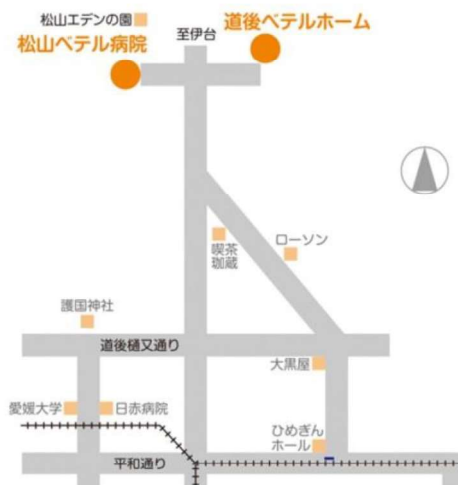 松山エデンの園
松山ベテル病院
至伊台
道後ベテルホーム
喫茶
珈蔵
ローソン
護国神社
道後樋又通り
大黒屋
愛媛大学
日赤病院
ひめぎん
ホール
平和通り